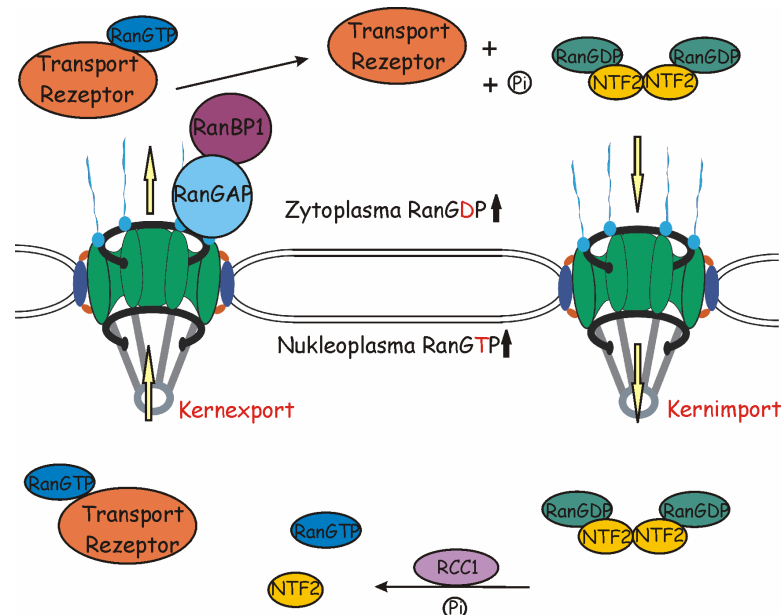 RanGTP
Transport
Rezeptor
Transport
Rezeptor
+
+ Pi
RanGDP RanGDP
NTF2 NTF2
RanBP1
RanGAP
Zytoplasma RanGDP
Nukleoplasma RanGTP
Kernexport
Kernimport
RanGTP
Transport
Rezeptor
RanGTP
NTF2
RCC1
Pi
RanGDP RanGDP
NTF2 NTF2